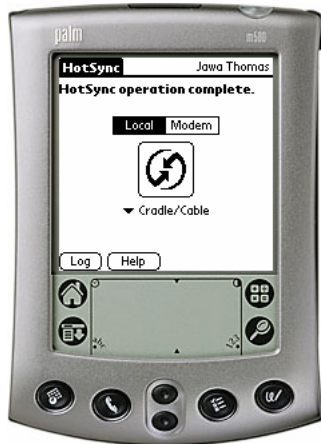 palm m500
HotSync Jawa Thomas
HotSync operation complete.
Local Modem
Cradle/Cable
Log Help